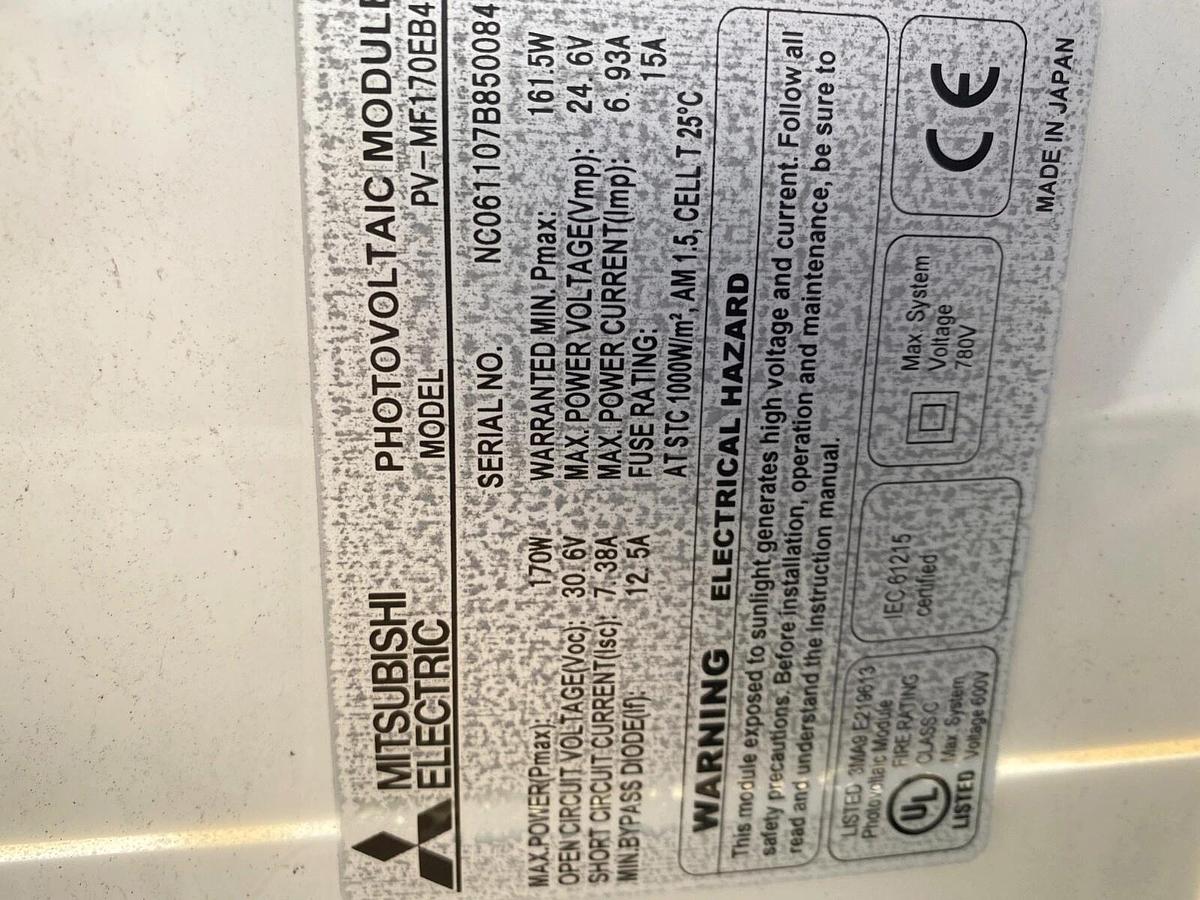 MITSUBISHI
ELECTRIC
PHOTOVOLTAIC MODULE
MODEL PV-MF170EB4
SERIAL NO. NC061107B850084
MAX.POWER(Pmax): 170W WARRANTED MIN. Pmax: 161.5W
OPEN CIRCUIT VOLTAGE(Voc): 30.6V MAX. POWER VOLTAGE(Vmp): 24.6V
SHORT CIRCUIT CURRENT(Isc): 7.38A MAX. POWER CURRENT(Imp): 6.93A
MIN.BYPASS DIODE(If): 12.5A FUSE RATING: 15A
AT STC 1000W/m², AM 1.5, CELL T 25°C.
WARNING ELECTRICAL HAZARD
This module exposed to sunlight generates high voltage and current. Follow all
safety precautions. Before installation, operation and maintenance, be sure to
read and understand the instruction manual.
LISTED 3MA9 E219613
Photovoltaic Module
FIRE RATING
CLASS C
Max. System
Voltage 600V
UL
LISTED
IEC 61215
certified
Max. System
Voltage
780V
CE
MADE IN JAPAN